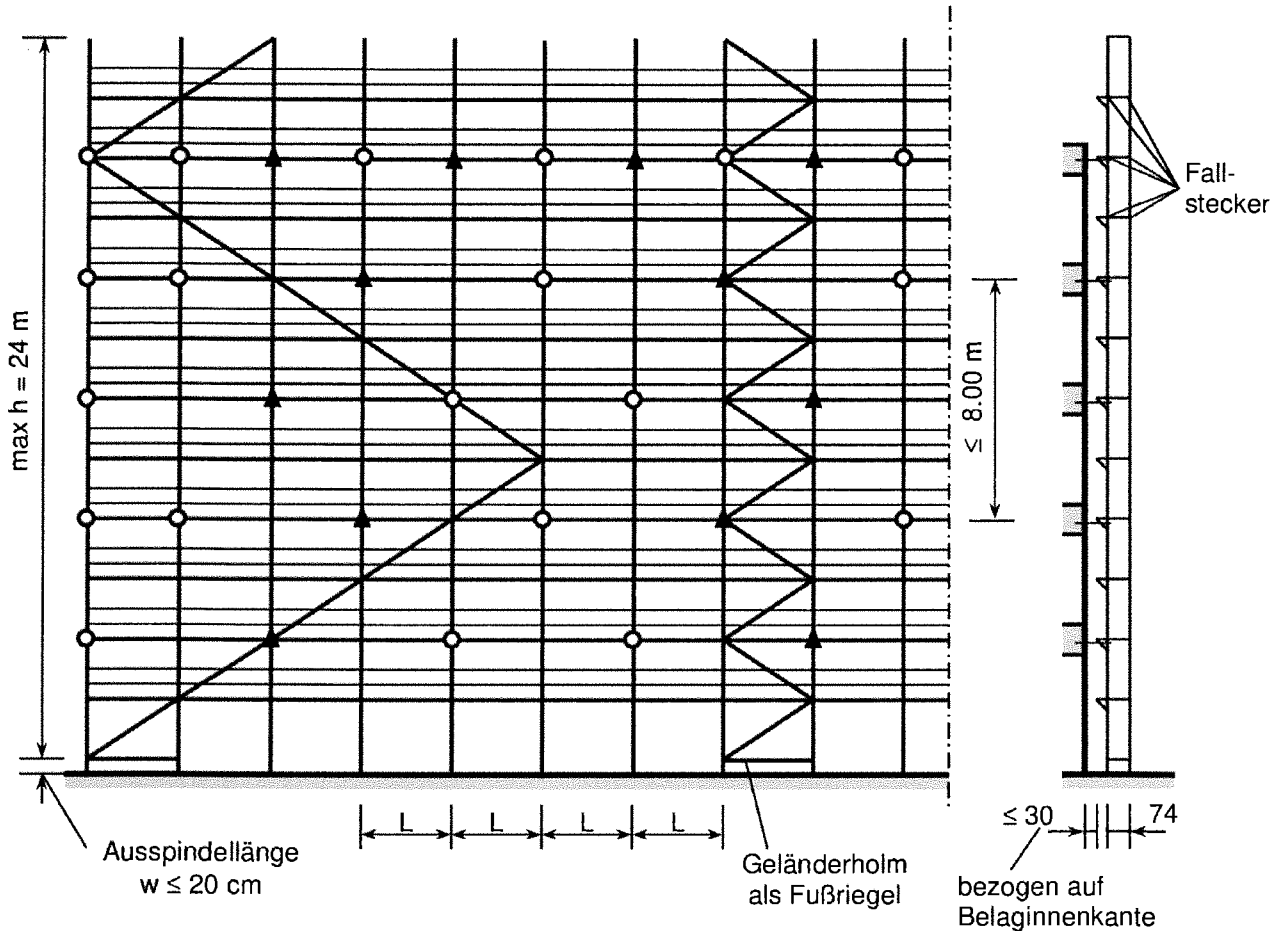 max h = 24 m
Fall-
stecker
≤ 8.00 m
L
L
L
L
≤ 30
74
Ausspindellänge
w ≤ 20 cm
Geländerholm
als Fußriegel
bezogen auf
Belaginnenkante